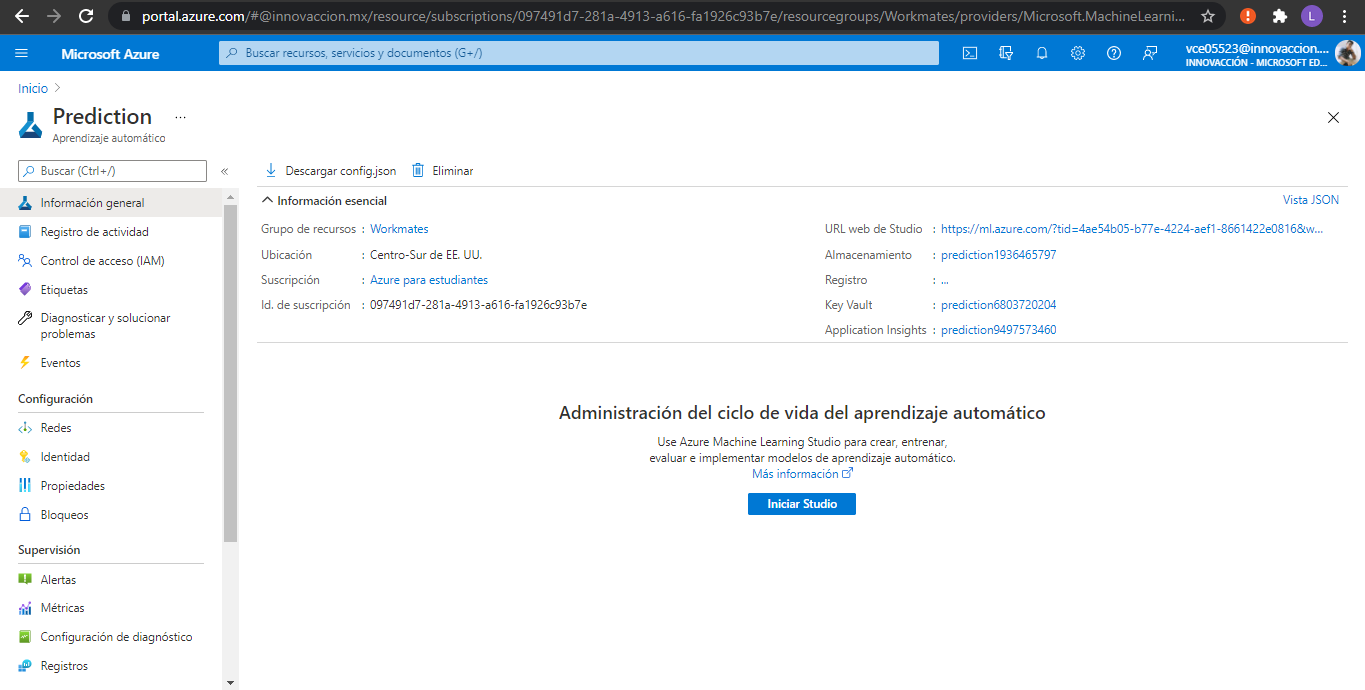 portal.azure.com/#@innovaccion.mx/resource/subscriptions/097491d7-281a-4913-a616-fa1926c93b7e/resourcegroups/Workmates/providers/Microsoft.MachineLearni...
L
Microsoft Azure
Buscar recursos, servicios y documentos (G+/)
vce05523@innovaccion....
INNOVACCIÓN - MICROSOFT ED...
Inicio
Prediction ...
Aprendizaje automático
Buscar (Ctrl+/)
«
Información general
Registro de actividad
Control de acceso (IAM)
Etiquetas
Diagnosticar y solucionar
problemas
Eventos
Configuración
Redes
Identidad
Propiedades
Bloqueos
Supervisión
Alertas
Métricas
Configuración de diagnóstico
Registros
Descargar config.json Eliminar
Información esencial
Vista JSON
Grupo de recursos : Workmates
Ubicación : Centro-Sur de EE. UU.
Suscripción : Azure para estudiantes
Id. de suscripción : 097491d7-281a-4913-a616-fa1926c93b7e
URL web de Studio : https://ml.azure.com/?tid=4ae54b05-b77e-4224-aef1-8661422e0816&w...
Almacenamiento : prediction1936465797
Registro : ...
Key Vault : prediction6803720204
Application Insights : prediction9497573460
Administración del ciclo de vida del aprendizaje automático
Use Azure Machine Learning Studio para crear, entrenar,
evaluar e implementar modelos de aprendizaje automático.
Más información
Iniciar Studio